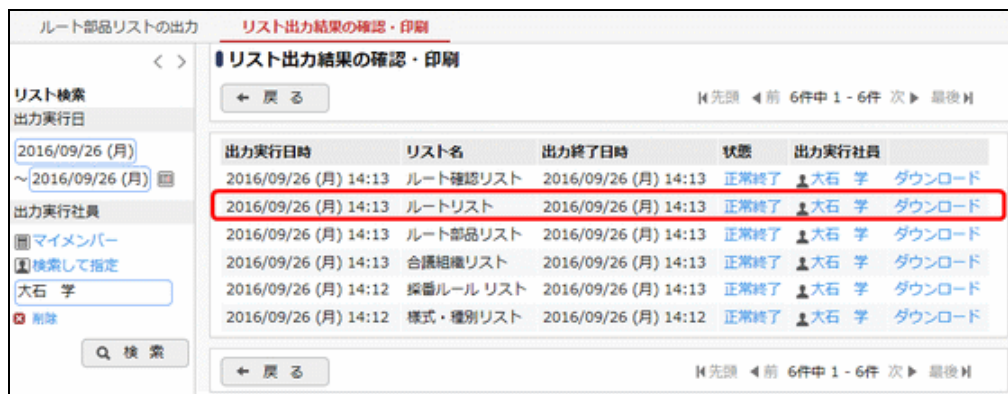 ルート部品リストの出力 リスト出力結果の確認・印刷
リスト検索
出力実行日
2016/09/26 (月)
～2016/09/26 (月)
出力実行社員
マイメンバー
検索して指定
大石 学
削除
検 索
リスト出力結果の確認・印刷
戻 る 先頭 前 6件中 1 - 6件 次 最後
出力実行日時 リスト名 出力終了日時 状態 出力実行社員
2016/09/26 (月) 14:13 ルート確認リスト 2016/09/26 (月) 14:13 正常終了 大石 学 ダウンロード
2016/09/26 (月) 14:13 ルートリスト 2016/09/26 (月) 14:13 正常終了 大石 学 ダウンロード
2016/09/26 (月) 14:13 ルート部品リスト 2016/09/26 (月) 14:13 正常終了 大石 学 ダウンロード
2016/09/26 (月) 14:13 合議組織リスト 2016/09/26 (月) 14:13 正常終了 大石 学 ダウンロード
2016/09/26 (月) 14:12 採番ルール リスト 2016/09/26 (月) 14:13 正常終了 大石 学 ダウンロード
2016/09/26 (月) 14:12 様式・種別リスト 2016/09/26 (月) 14:12 正常終了 大石 学 ダウンロード
戻 る 先頭 前 6件中 1 - 6件 次 最後